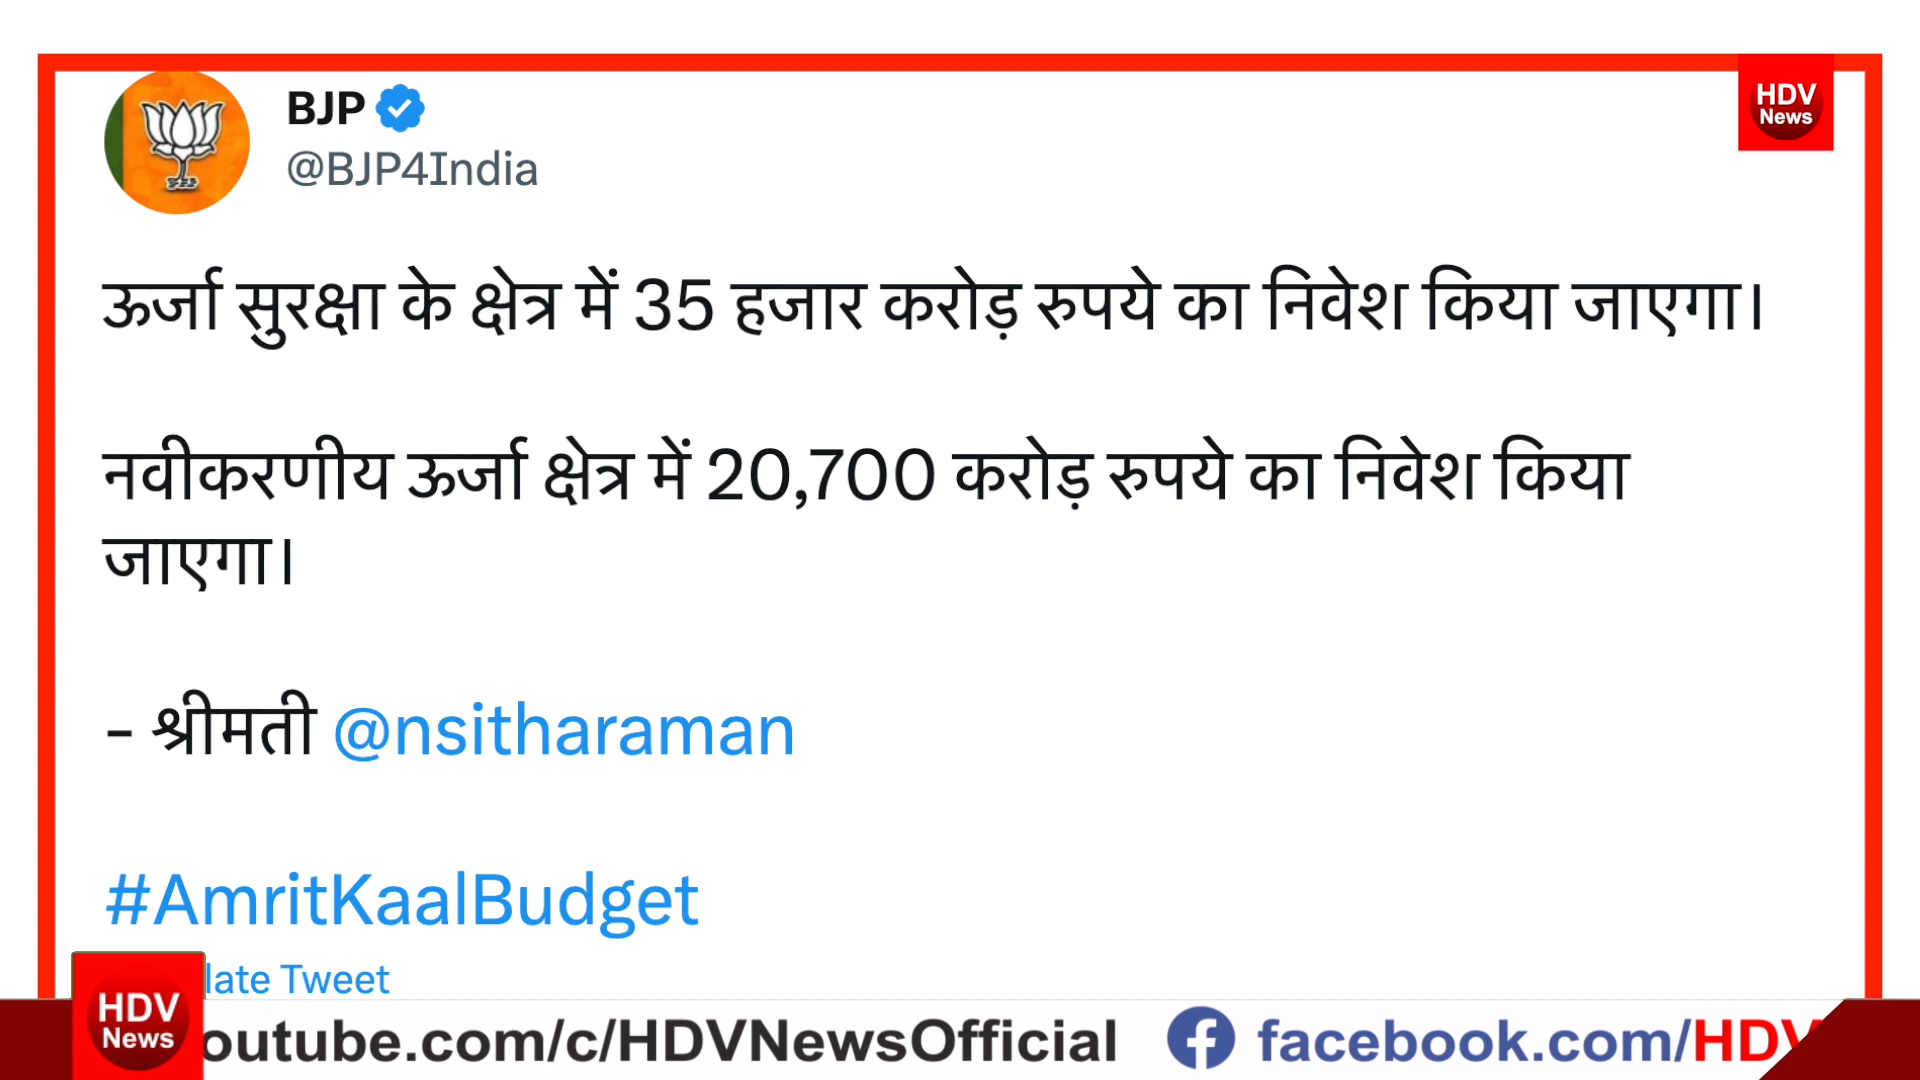 BJP
@BJP4India
HDV
News
ऊर्जा सुरक्षा के क्षेत्र में 35 हजार करोड़ रुपये का निवेश किया जाएगा।
नवीकरणीय ऊर्जा क्षेत्र में 20,700 करोड़ रुपये का निवेश किया
जाएगा।
- श्रीमती @nsitharaman
#AmritKaalBudget
late Tweet
HDV
News
outube.com/c/HDVNewsOfficial facebook.com/HDV